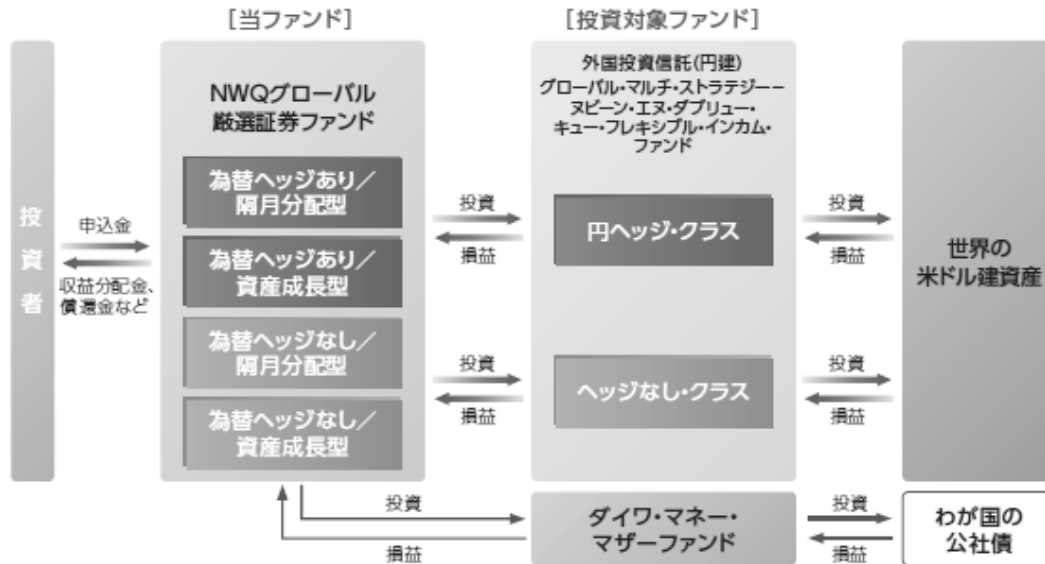 [当ファンド]
[投資対象ファンド]
投資者
申込金
収益分配金、
償還金など
NWQグローバル
厳選証券ファンド
為替ヘッジあり／
隔月分配型
為替ヘッジあり／
資産成長型
為替ヘッジなし／
隔月分配型
為替ヘッジなし／
資産成長型
投資
損益
投資
損益
外国投資信託(円建)
グローバル・マルチ・ストラテジー－
ヌビーン・エヌ・ダブリュー・
キュー・フレキシブル・インカム・
ファンド
円ヘッジ・クラス
ヘッジなし・クラス
投資
損益
投資
損益
世界の
米ドル建資産
投資
損益
ダイワ・マネー・
マザーファンド
投資
損益
わが国の
公社債